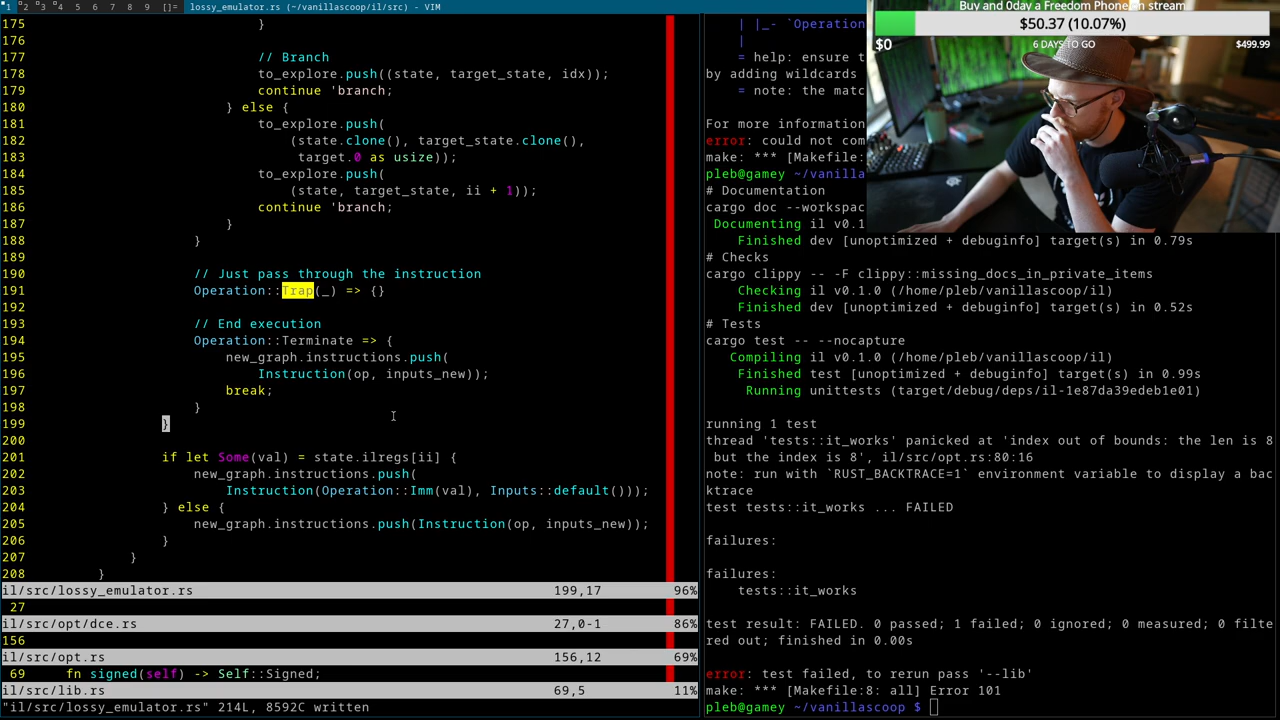 1 2 3 4 5 6 7 8 9 []= lossy_emulator.rs (~/vanillascoop/il/src) - VIM
175 }
176
177 // Branch
178 to_explore.push((state, target_state, idx));
179 continue 'branch;
180 } else {
181 to_explore.push(
182 (state.clone(), target_state.clone(),
183 target.0 as usize));
184 to_explore.push(
185 (state, target_state, ii + 1));
186 continue 'branch;
187 }
188 }
189
190 // Just pass through the instruction
191 Operation::Trap(_) => {}
192
193 // End execution
194 Operation::Terminate => {
195 new_graph.instructions.push(
196 Instruction(op, inputs_new));
197 break;
198 }
199 }
200
201 if let Some(val) = state.ilregs[ii] {
202 new_graph.instructions.push(
203 Instruction(Operation::Imm(val), Inputs::default()));
204 } else {
205 new_graph.instructions.push(Instruction(op, inputs_new));
206 }
207 }
208 }
il/src/lossy_emulator.rs 199,17 96%
27
il/src/opt/dce.rs 27,0-1 86%
156
il/src/opt.rs 156,12 69%
69 fn signed(self) -> Self::Signed;
il/src/lib.rs 69,5 11%
"il/src/lossy_emulator.rs" 214L, 8592C written
| |_- `Operation
|
= help: ensure t
by adding wildcards
= note: the matc
For more information
error: could not com
make: *** [Makefile:
pleb@gamey ~/vanilla
# Documentation
cargo doc --workspac
Documenting il v0.1
Finished dev [unoptimized + debuginfo] target(s) in 0.79s
# Checks
cargo clippy -- -F clippy::missing_docs_in_private_items
Checking il v0.1.0 (/home/pleb/vanillascoop/il)
Finished dev [unoptimized + debuginfo] target(s) in 0.52s
# Tests
cargo test -- --nocapture
Compiling il v0.1.0 (/home/pleb/vanillascoop/il)
Finished test [unoptimized + debuginfo] target(s) in 0.99s
Running unittests (target/debug/deps/il-1e87da39edeb1e01)
running 1 test
thread 'tests::it_works' panicked at 'index out of bounds: the len is 8
but the index is 8', il/src/opt.rs:80:16
note: run with `RUST_BACKTRACE=1` environment variable to display a bac
ktrace
test tests::it_works ... FAILED
failures:
failures:
tests::it_works
test result: FAILED. 0 passed; 1 failed; 0 ignored; 0 measured; 0 filte
red out; finished in 0.00s
error: test failed, to rerun pass '--lib'
make: *** [Makefile:8: all] Error 101
pleb@gamey ~/vanillascoop $
Buy and 0day a Freedom Phone on stream
$50.37 (10.07%)
$0 6 DAYS TO GO $499.99